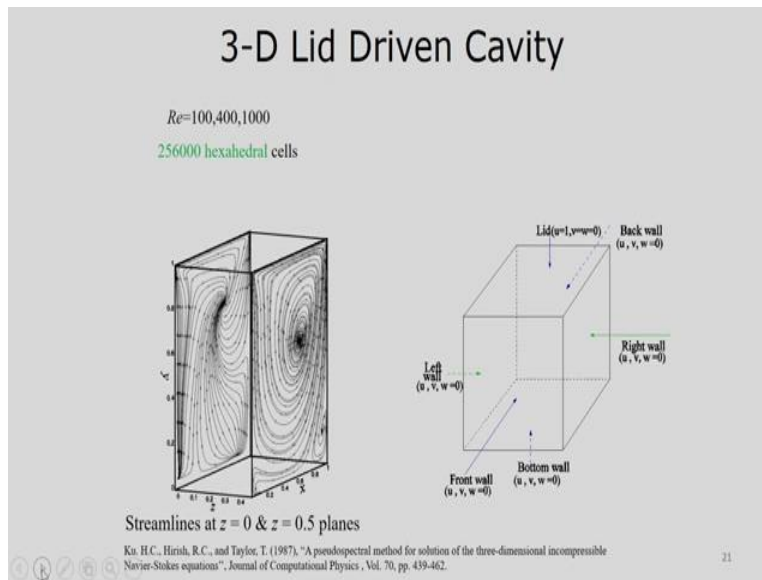 3-D Lid Driven Cavity
Re=100,400,1000
256000 hexahedral cells
Lid(u=1,v=w=0)
Back wall
(u, v, w =0)
Right wall
(u, v, w =0)
Left
wall
(u, v, w =0)
Bottom wall
(u, v, w =0)
Front wall
(u, v, w =0)
Y
z
X
Streamlines at z = 0 & z = 0.5 planes
Ku. H.C., Hirish, R.C., and Taylor, T. (1987), “A pseudospectral method for solution of the three-dimensional incompressible
Navier-Stokes equations”, Journal of Computational Physics , Vol. 70, pp. 439-462.
21